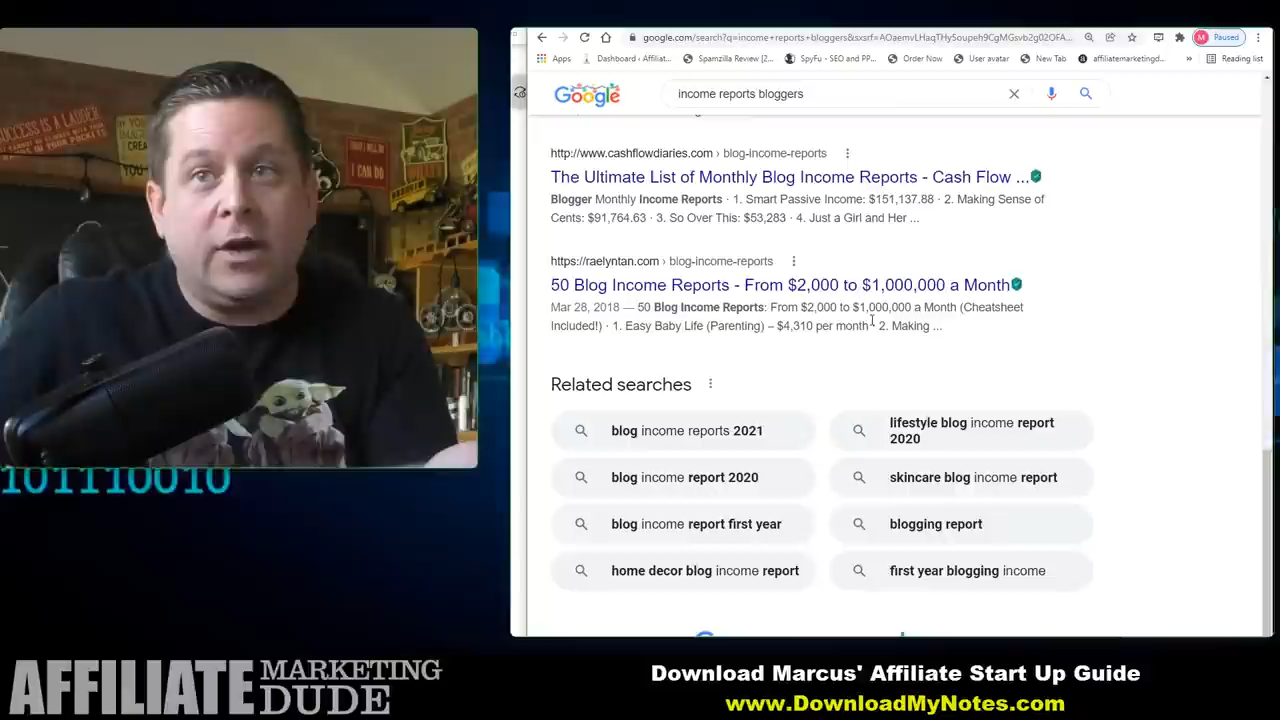 google.com/search?q=income+reports+bloggers&sxsrf=AOaemvLHaqTHy5oupeh9CgMGsvb2g02OFA...
Paused
Apps
Dashboard ‹ Affiliat...
Spamzilla Review [2...
SpyFu - SEO and PP...
Order Now
User avatar
New Tab
affiliatemarketingd...
»
Reading list
Google
income reports bloggers
http://www.cashflowdiaries.com › blog-income-reports
The Ultimate List of Monthly Blog Income Reports - Cash Flow ...
Blogger Monthly Income Reports · 1. Smart Passive Income: $151,137.88 · 2. Making Sense of
Cents: $91,764.63 · 3. So Over This: $53,283 · 4. Just a Girl and Her ...
https://raelyntan.com › blog-income-reports
50 Blog Income Reports - From $2,000 to $1,000,000 a Month
Mar 28, 2018 — 50 Blog Income Reports: From $2,000 to $1,000,000 a Month (Cheatsheet
Included!) · 1. Easy Baby Life (Parenting) – $4,310 per month · 2. Making ...
Related searches
blog income reports 2021
lifestyle blog income report
2020
blog income report 2020
skincare blog income report
blog income report first year
blogging report
home decor blog income report
first year blogging income
SUCCESS IS A LADDER
POCKETS
I CAN DO
101110010
AFFILIATE MARKETING
DUDE
Download Marcus' Affiliate Start Up Guide
www.DownloadMyNotes.com